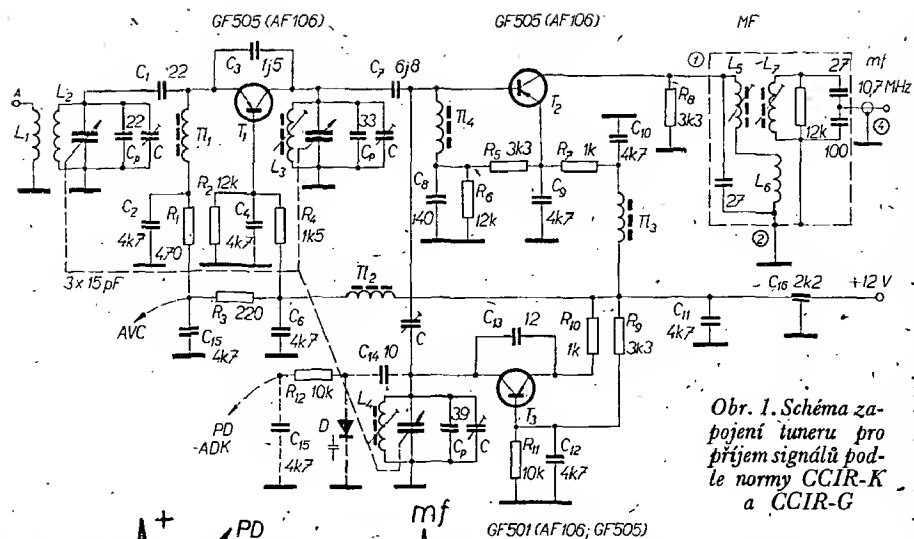 GF505 (AF106)
GF505 (AF106)
MF
C1 22
C3
1j5
C7 6j8
A
L1
L2
22
Cp
C
Tl1
T1
L3
33
Cp
C
Tl4
T2
R8
3k3
1
L5
L7
27
mf
10,7 MHz
4
12k
100
27
L6
2
C10
4k7
R5 3k3
R7 1k
C8
140
R6
12k
C9
4k7
Tl3
C2
4k7
R1
470
R2 12k
C4
4k7
R4
1k5
3x15 pF
AVC
R3 220
C15
4k7
C6
4k7
Tl2
C
C13 12
R10
1k
R9
3k3
C11
4k7
C16 2k2
+12 V
C14 10
R12 10k
PD
-ADK
C15
4k7
D
L4
39
Cp
C
T3
R11
10k
C12
4k7
GF501 (AF106; GF505)
Obr. 1. Schéma za-
pojení tuneru pro
příjem signálů pod-
le normy CCIR-K
a CCIR-G
+
PD
mf